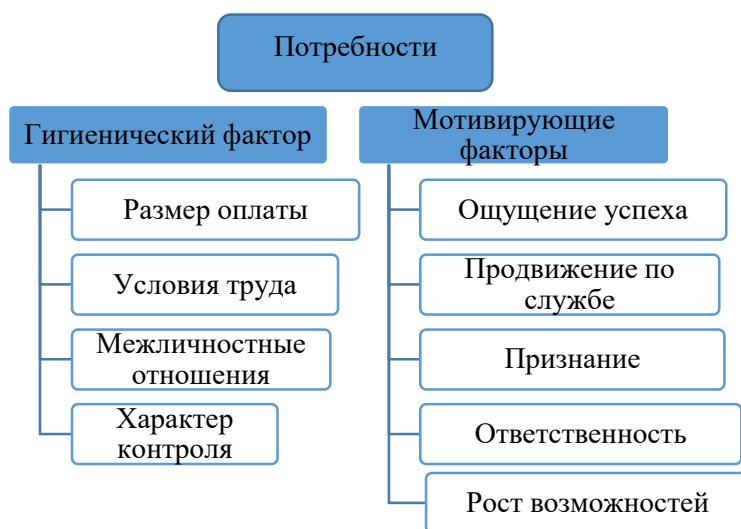 Потребности
Гигиенический фактор
Размер оплаты
Условия труда
Межличностные
отношения
Характер
контроля
Мотивирующие
факторы
Ощущение успеха
Продвижение по
службе
Признание
Ответственность
Рост возможностей